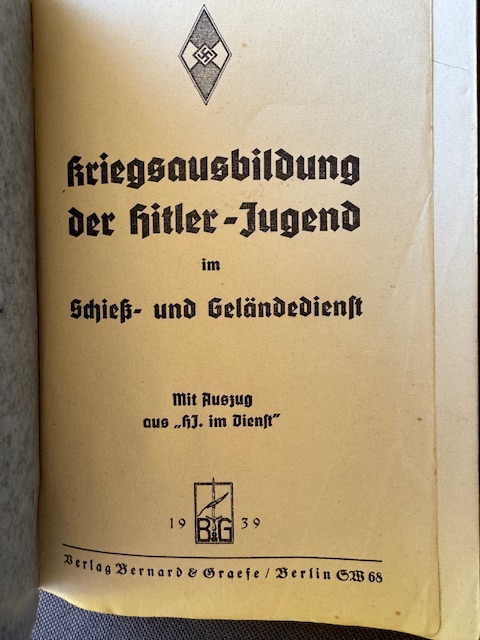 Kriegsausbildung
der Hitler-Jugend
im
Schieß- und Geländedienst
Mit Auszug
aus „HJ. im Dienst"
19 B&G 39
Verlag Bernard & Graefe / Berlin SW 68